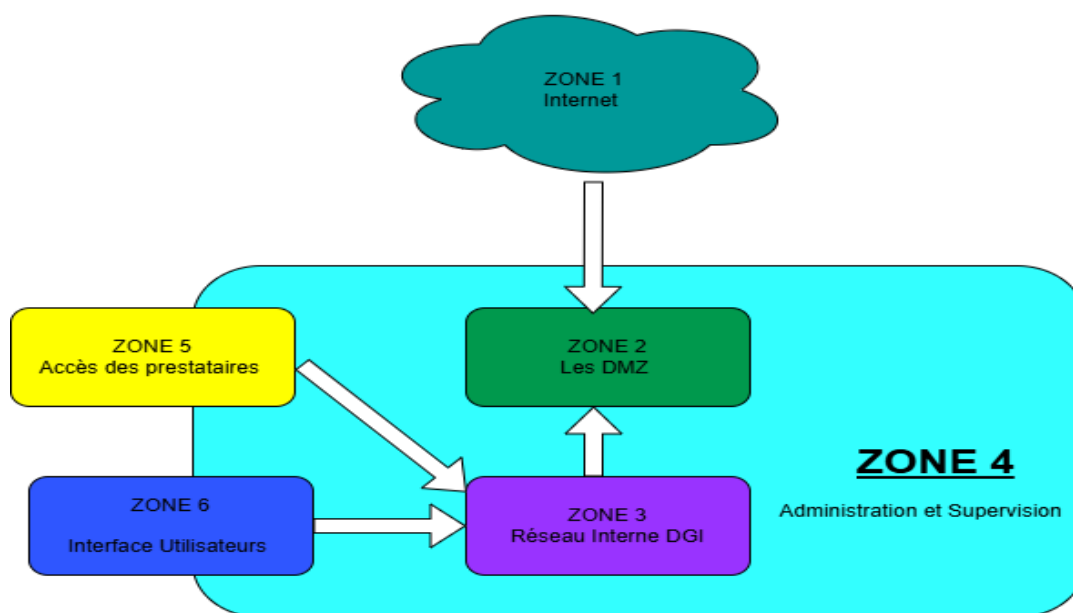 ZONE 1
Internet
ZONE 5
Accès des prestataires
ZONE 2
Les DMZ
ZONE 4
Administration et Supervision
ZONE 6
Interface Utilisateurs
ZONE 3
Réseau Interne DGI